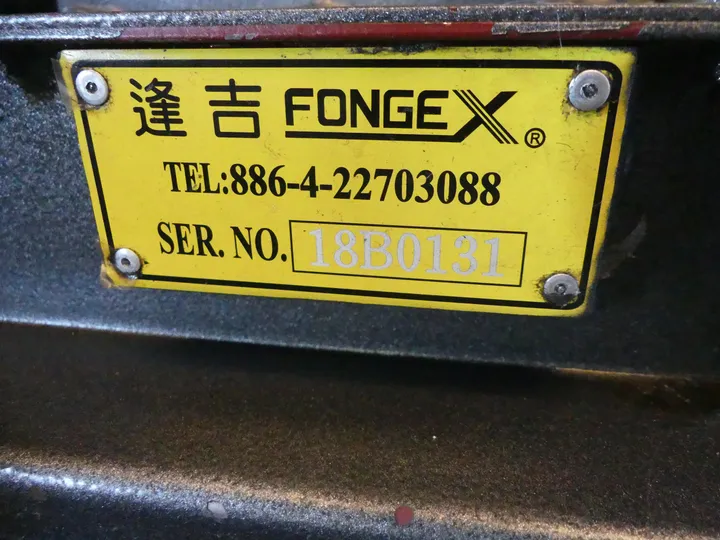 逢吉 FONGEX®
TEL:886-4-22703088
SER. NO. 18B0131